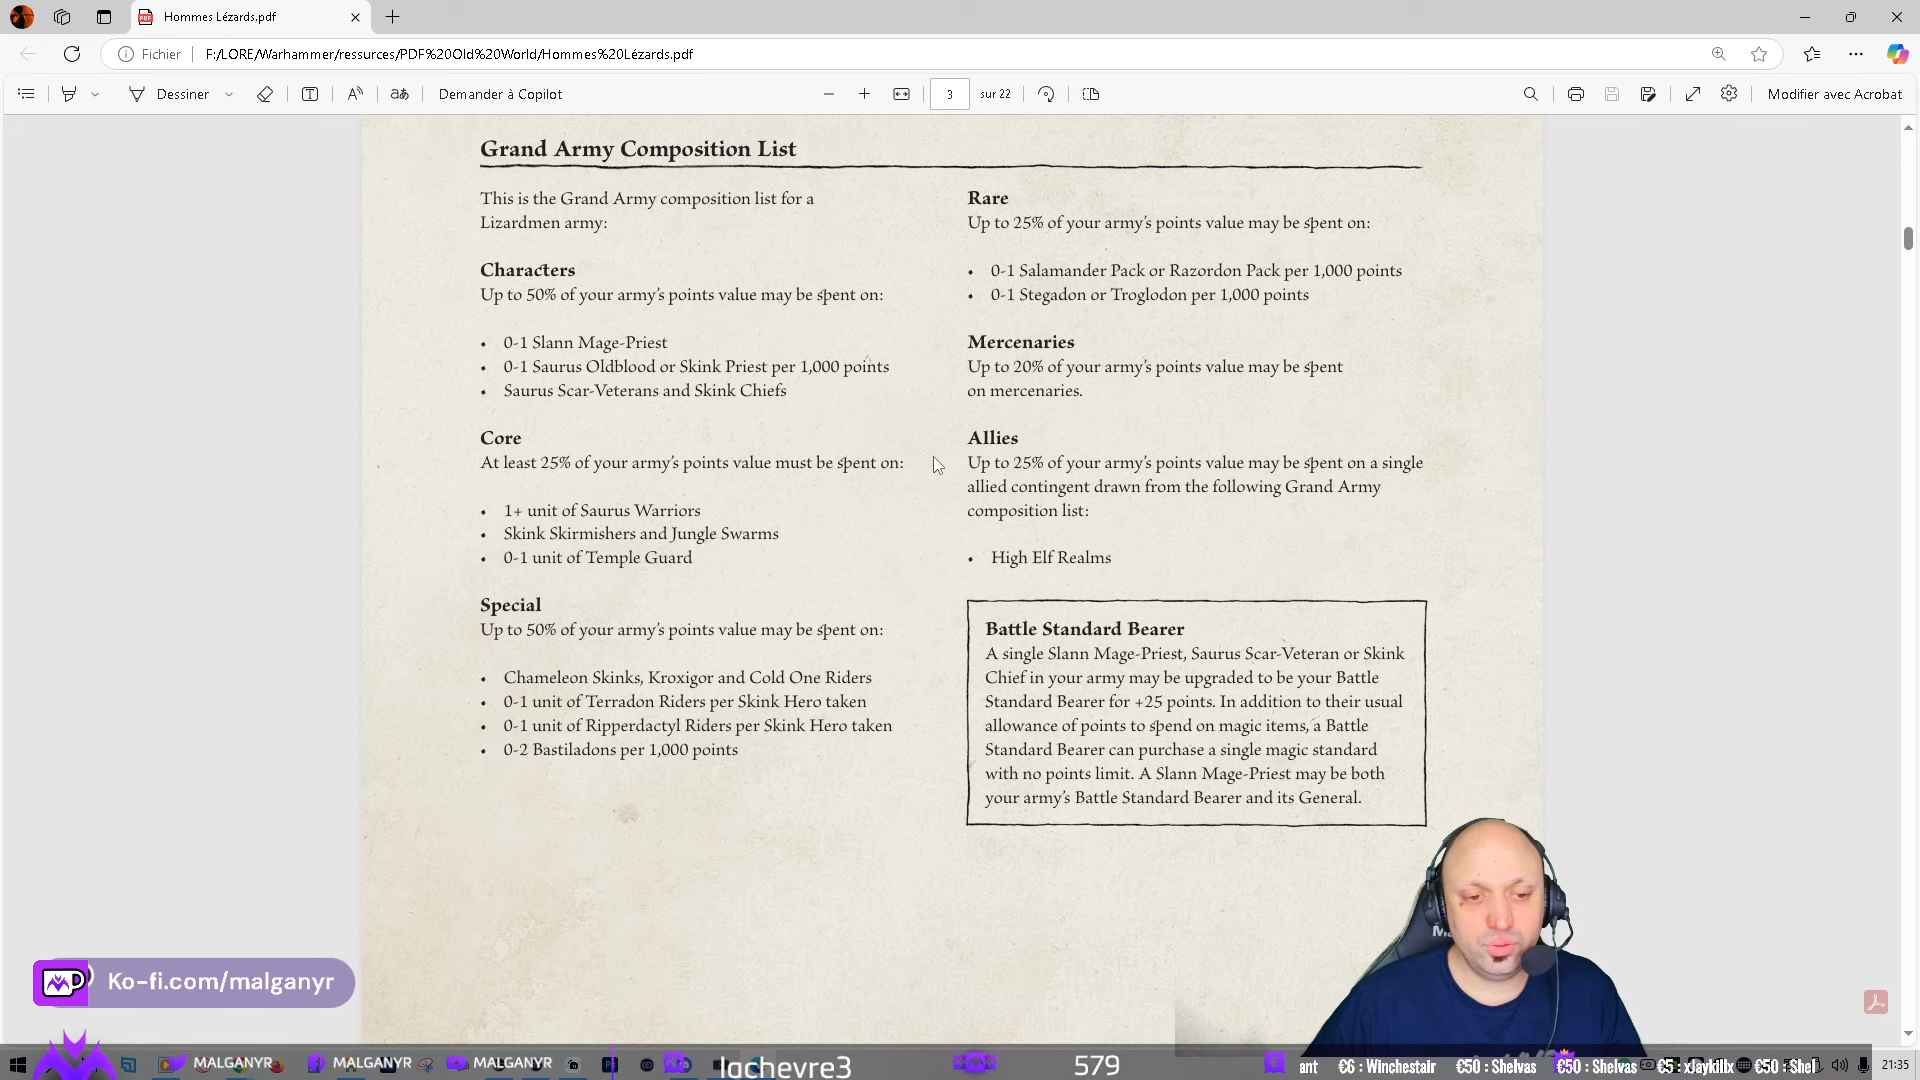 Hommes Lézards.pdf
Fichier
F:/LORE/Warhammer/ressources/PDF%20Old%20World/Hommes%20Lézards.pdf
Dessiner
Demander à Copilot
3
sur 22
Modifier avec Acrobat
Grand Army Composition List
This is the Grand Army composition list for a
Lizardmen army:
Characters
Up to 50% of your army's points value may be spent on:
• 0-1 Slann Mage-Priest
• 0-1 Saurus Oldblood or Skink Priest per 1,000 points
• Saurus Scar-Veterans and Skink Chiefs
Core
At least 25% of your army's points value must be spent on:
• 1+ unit of Saurus Warriors
• Skink Skirmishers and Jungle Swarms
• 0-1 unit of Temple Guard
Special
Up to 50% of your army's points value may be spent on:
• Chameleon Skinks, Kroxigor and Cold One Riders
• 0-1 unit of Terradon Riders per Skink Hero taken
• 0-1 unit of Ripperdactyl Riders per Skink Hero taken
• 0-2 Bastiladons per 1,000 points
Rare
Up to 25% of your army's points value may be spent on:
• 0-1 Salamander Pack or Razordon Pack per 1,000 points
• 0-1 Stegadon or Troglodon per 1,000 points
Mercenaries
Up to 20% of your army's points value may be spent
on mercenaries.
Allies
Up to 25% of your army's points value may be spent on a single
allied contingent drawn from the following Grand Army
composition list:
• High Elf Realms
Battle Standard Bearer
A single Slann Mage-Priest, Saurus Scar-Veteran or Skink
Chief in your army may be upgraded to be your Battle
Standard Bearer for +25 points. In addition to their usual
allowance of points to spend on magic items, a Battle
Standard Bearer can purchase a single magic standard
with no points limit. A Slann Mage-Priest may be both
your army's Battle Standard Bearer and its General.
Ko-fi.com/malganyr
MALGANYR
MALGANYR
MALGANYR
lachevre3
579
ant €6 : Winchestair €50 : Shelvas €50 : Shelvas €5 : xJaykillx €50 : Shel
21:35